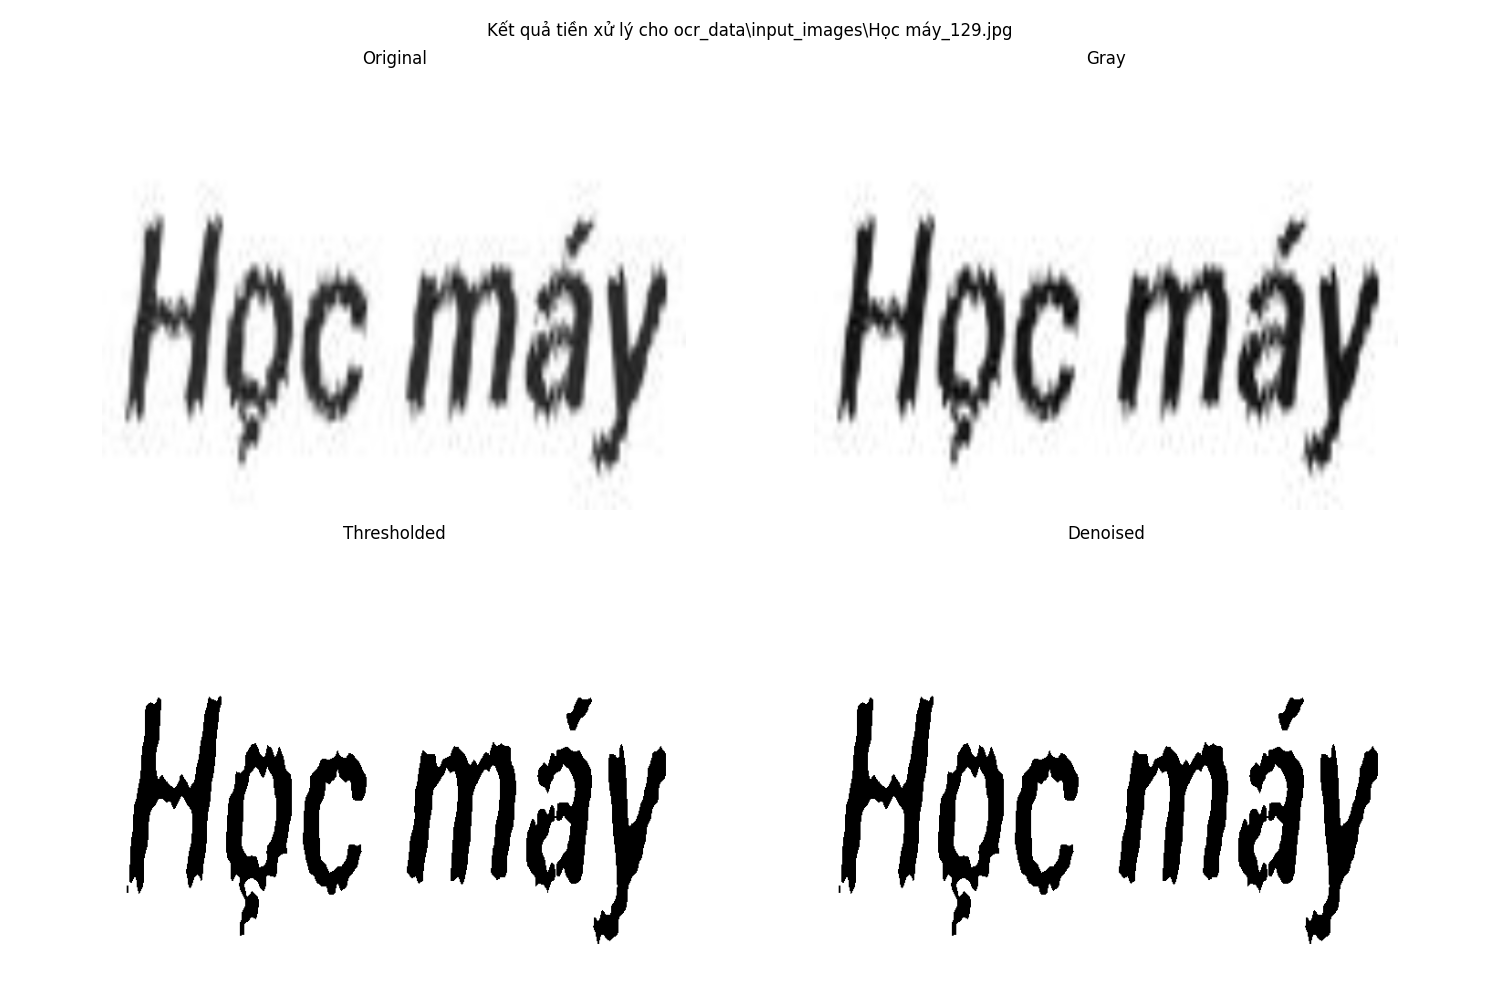 Kết quả tiền xử lý cho ocr_data\input_images\Học máy_129.jpg
Original
Gray
Học máy
Học máy
Thresholded
Denoised
Học máy
Học máy